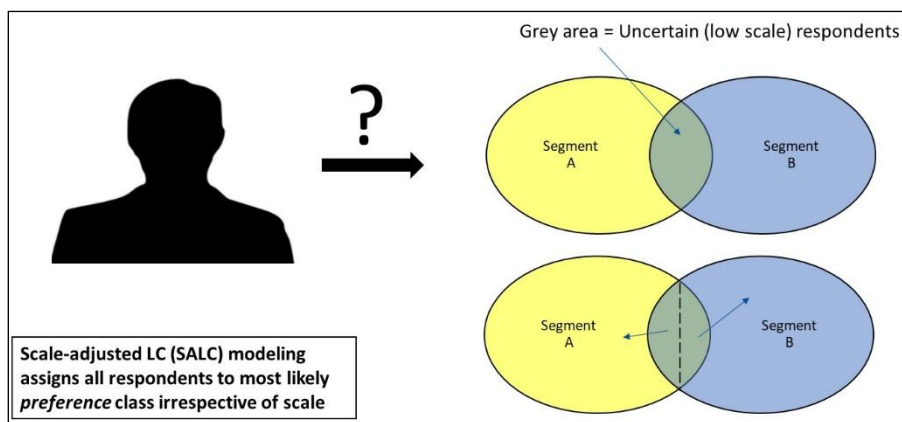 Grey area = Uncertain (low scale) respondents
?
Segment
A
Segment
B
Segment
A
Segment
B
Scale-adjusted LC (SALC) modeling
assigns all respondents to most likely
preference class irrespective of scale